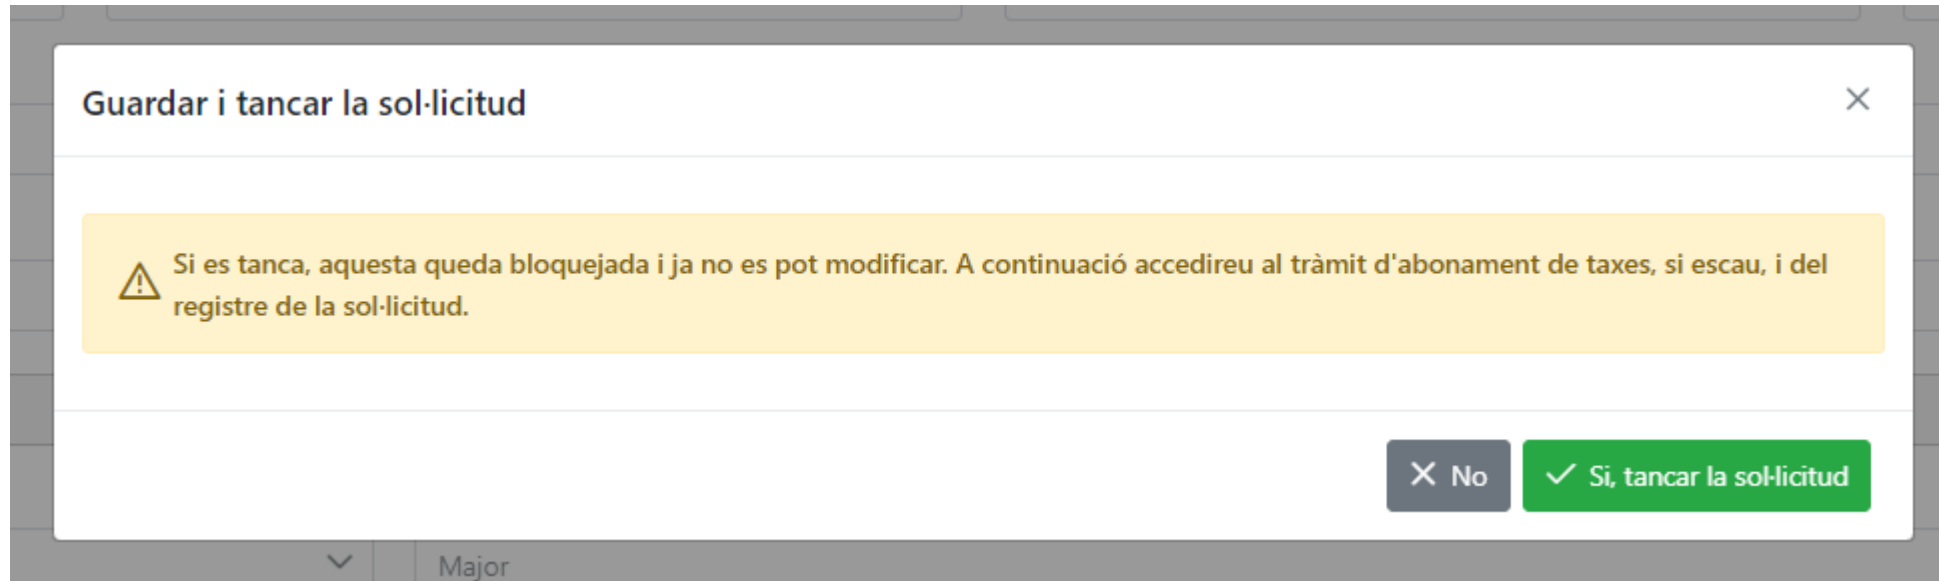 Guardar i tancar la sol·licitud
Si es tanca, aquesta queda bloquejada i ja no es pot modificar. A continuació accedireu al tràmit d'abonament de taxes, si escau, i del
registre de la sol·licitud.
No
Si, tancar la sol·licitud
Major